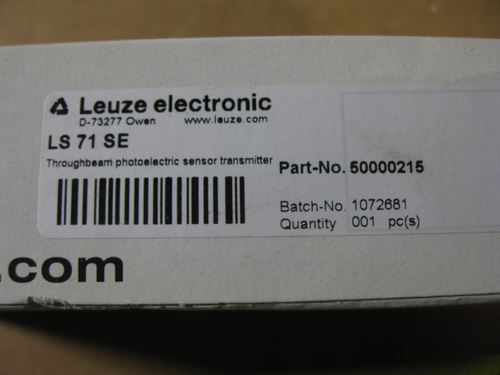 Leuze electronic
D-73277 Owen www.leuze.com
LS 71 SE
Throughbeam photoelectric sensor transmitter
Part-No. 50000215
Batch-No. 1072681
Quantity 001 pc(s)
.com